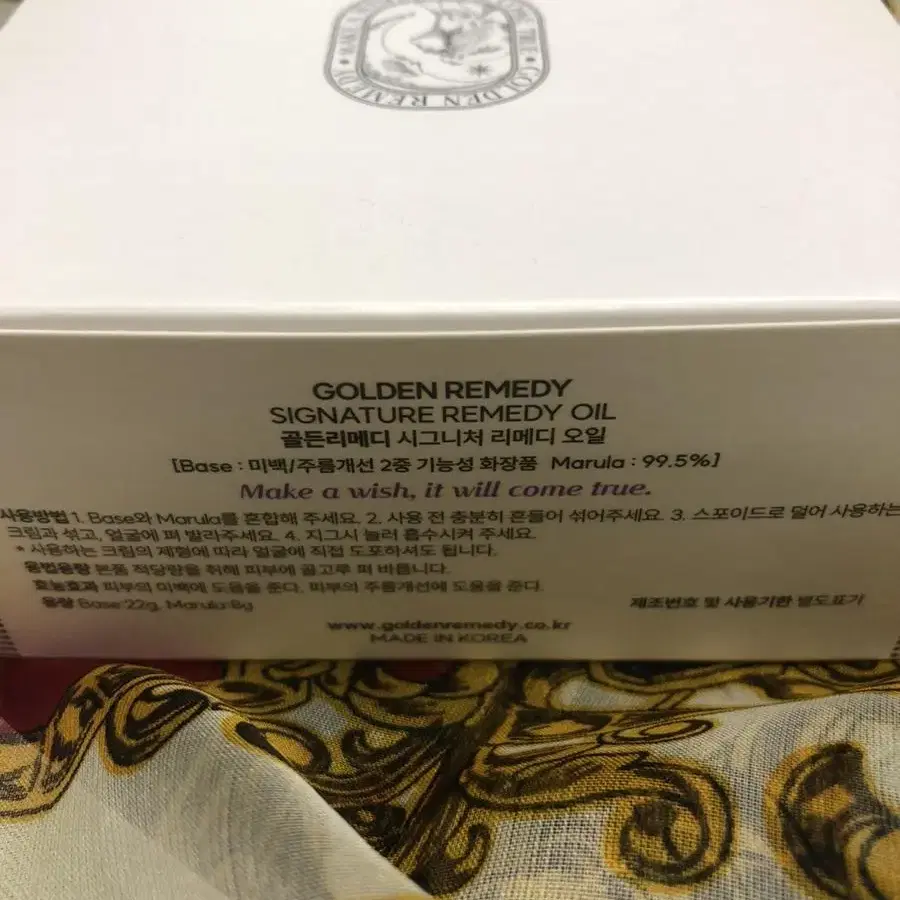 GOLDEN REMEDY
GOLDEN REMEDY
SIGNATURE REMEDY OIL
골든리메디 시그니처 리메디 오일
[Base : 미백/주름개선 2중 기능성 화장품 Marula : 99.5%]
Make a wish, it will come true.
사용방법 1. Base와 Marula를 혼합해 주세요. 2. 사용 전 충분히 흔들어 섞어주세요. 3. 스포이드로 덜어 사용하는
크림과 섞고, 얼굴에 펴 발라주세요. 4. 지그시 눌러 흡수시켜 주세요.
* 사용하는 크림의 제형에 따라 얼굴에 직접 도포하셔도 됩니다.
용법용량 본품 적당량을 취해 피부에 골고루 펴 바릅니다.
효능효과 피부의 미백에 도움을 준다. 피부의 주름개선에 도움을 준다.
용량 Base:22g, Marula:8g
제조번호 및 사용기한 별도표기
www.goldenremedy.co.kr
MADE IN KOREA